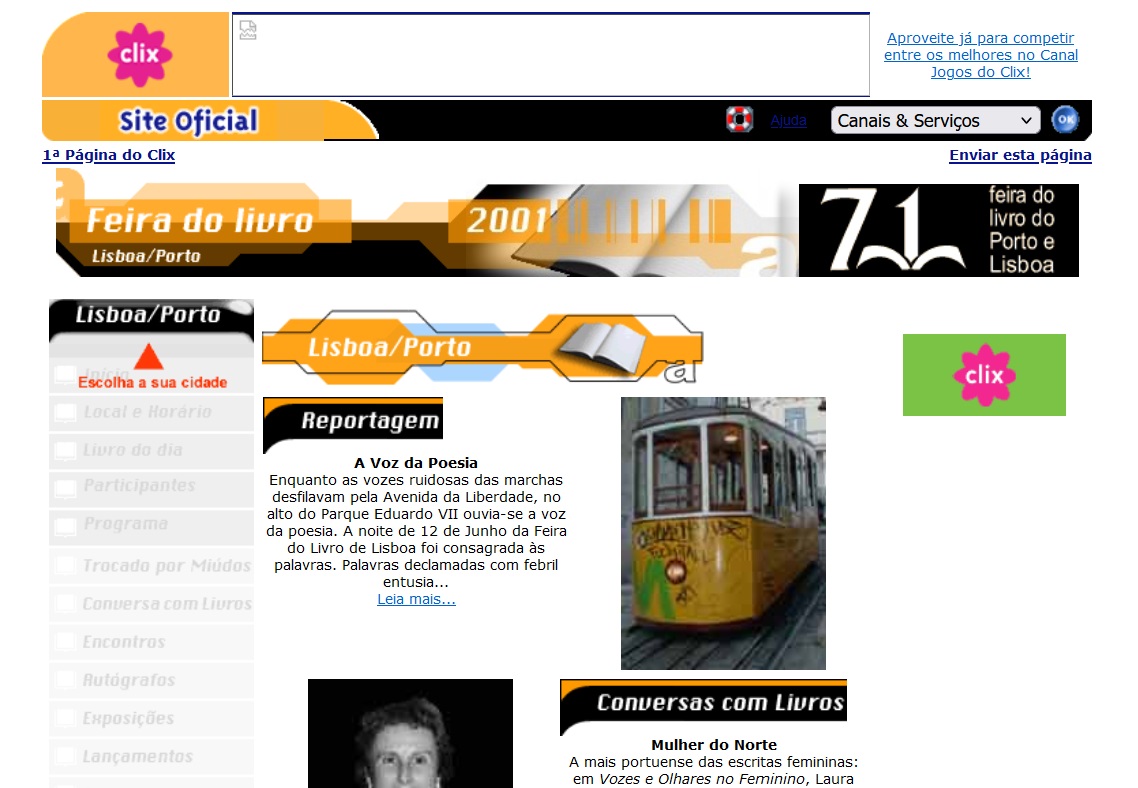 clix
Aproveite já para competir
entre os melhores no Canal
Jogos do Clix!
Site Oficial
Ajuda
Canais & Serviços
OK
1ª Página do Clix
Enviar esta página
a
Feira do livro
2001
Lisboa/Porto
a
71
feira do
livro do
Porto e
Lisboa
Lisboa/Porto
Início
Escolha a sua cidade
Local e Horário
Livro do dia
Participantes
Programa
Trocado por Miúdos
Conversa com Livros
Encontros
Autógrafos
Exposições
Lançamentos
Lisboa/Porto
a
Reportagem
A Voz da Poesia
Enquanto as vozes ruidosas das marchas
desfilavam pela Avenida da Liberdade, no
alto do Parque Eduardo VII ouvia-se a voz
da poesia. A noite de 12 de Junho da Feira
do Livro de Lisboa foi consagrada às
palavras. Palavras declamadas com febril
entusia...
Leia mais...
clix
Conversas com Livros
Mulher do Norte
A mais portuense das escritas femininas:
em Vozes e Olhares no Feminino, Laura